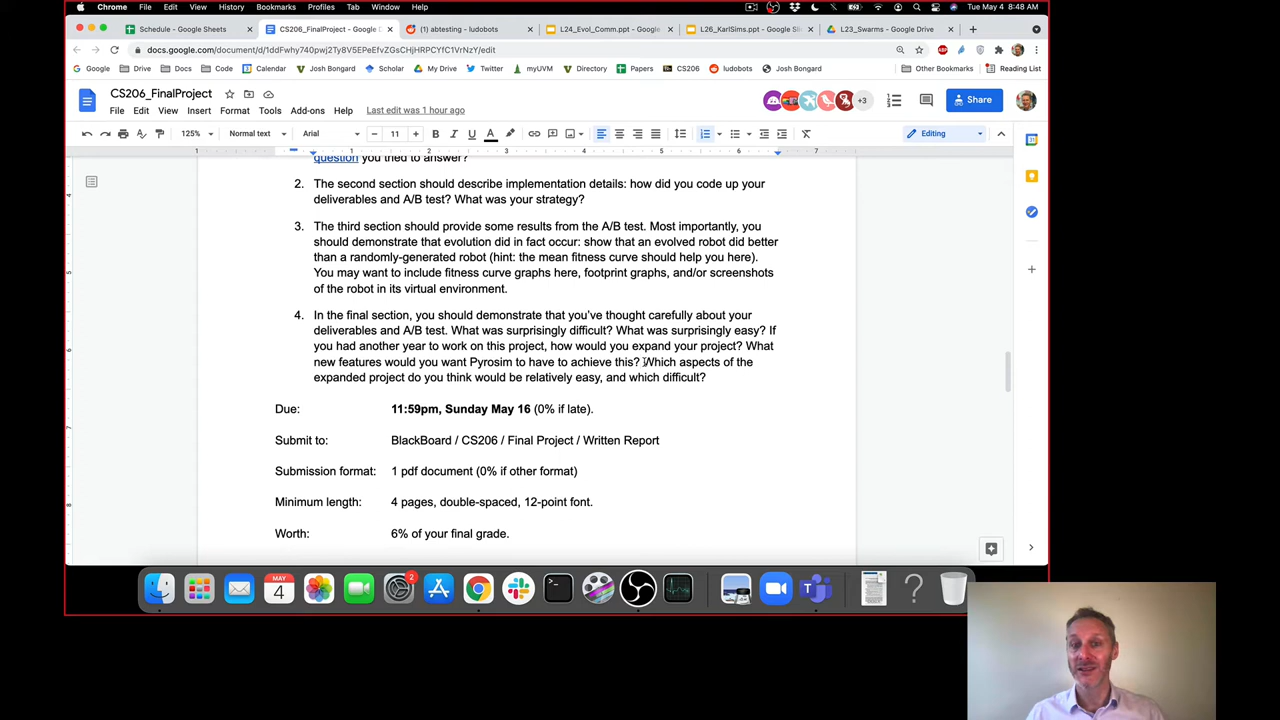 Chrome File Edit View History Bookmarks Profiles Tab Window Help Tue May 4 8:48 AM
Schedule - Google Sheets CS206_FinalProject - Google D (1) abtesting - ludobots L24_Evol_Comm.ppt - Google L26_KarlSims.ppt - Google Sli L23_Swarms - Google Drive
docs.google.com/document/d/1ddFwhy740pwj2Ty8V5EPeEfvZGsCHjHRPCYfC1VrNzY/edit
Google Drive Docs Code Calendar Josh Bongard Scholar My Drive Twitter myUVM Directory Papers CS206 ludobots Josh Bongard Other Bookmarks Reading List
CS206_FinalProject
+3 Share
File Edit View Insert Format Tools Add-ons Help Last edit was 1 hour ago
125% Normal text Arial 11 Editing
1 1 2 3 4 5 6 7
question you tried to answer?
2. The second section should describe implementation details: how did you code up your
deliverables and A/B test? What was your strategy?
3. The third section should provide some results from the A/B test. Most importantly, you
should demonstrate that evolution did in fact occur: show that an evolved robot did better
than a randomly-generated robot (hint: the mean fitness curve should help you here).
You may want to include fitness curve graphs here, footprint graphs, and/or screenshots
of the robot in its virtual environment.
4. In the final section, you should demonstrate that you've thought carefully about your
deliverables and A/B test. What was surprisingly difficult? What was surprisingly easy? If
you had another year to work on this project, how would you expand your project? What
new features would you want Pyrosim to have to achieve this? Which aspects of the
expanded project do you think would be relatively easy, and which difficult?
Due: 11:59pm, Sunday May 16 (0% if late).
Submit to: BlackBoard / CS206 / Final Project / Written Report
Submission format: 1 pdf document (0% if other format)
Minimum length: 4 pages, double-spaced, 12-point font.
Worth: 6% of your final grade.
MAY
4
2